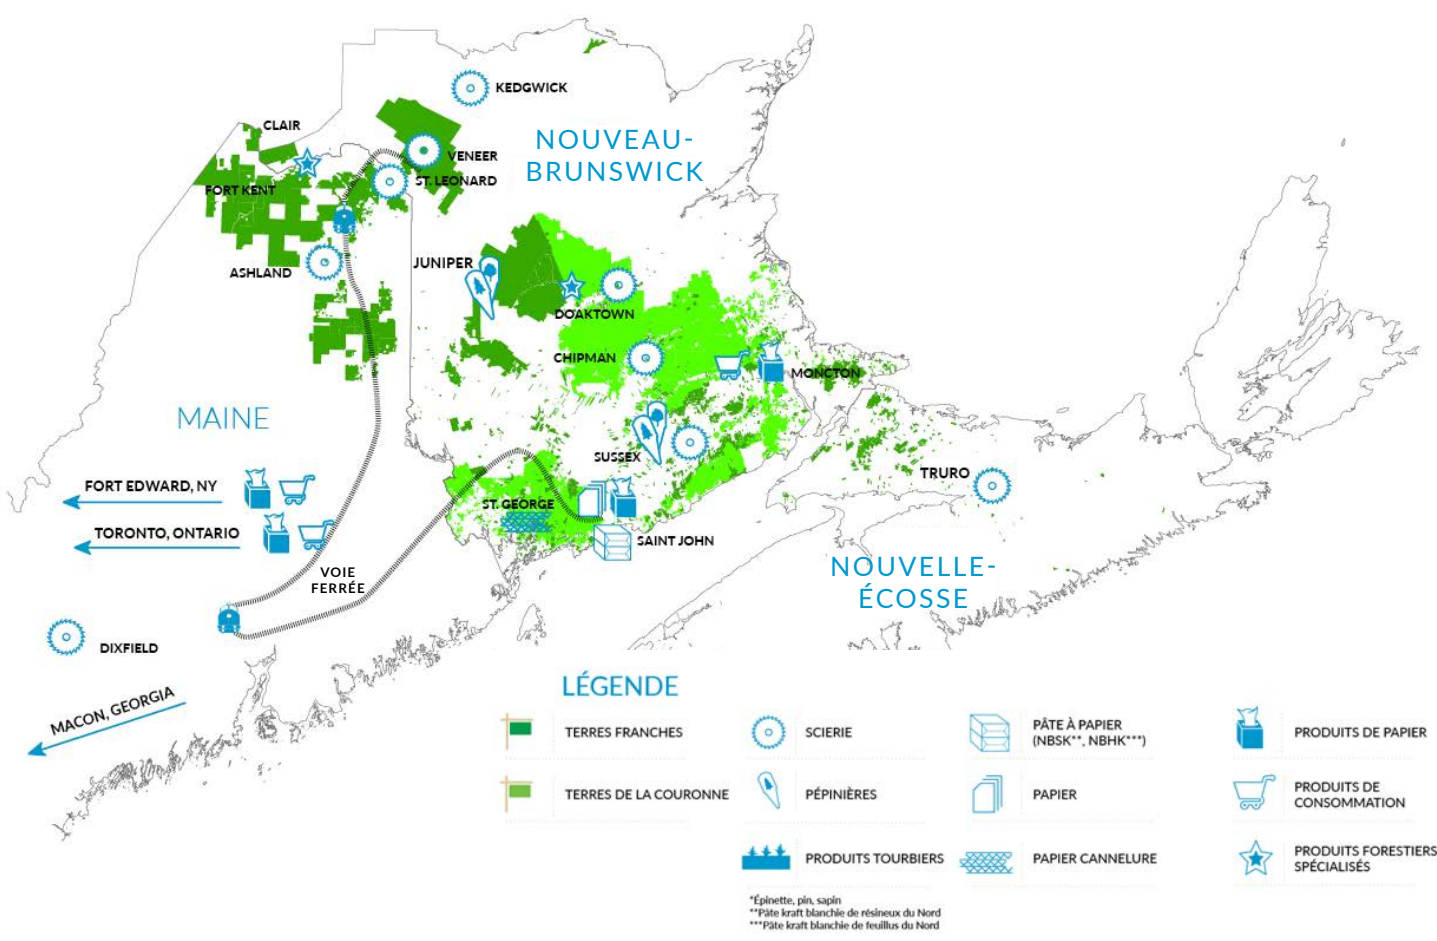 KEDGWICK
CLAIR
NOUVEAU-
BRUNSWICK
VENEER
FORT KENT
ST. LEONARD
ASHLAND
JUNIPER
DOAKTOWN
CHIPMAN
MONCTON
MAINE
SUSSEX
TRURO
FORT EDWARD, NY
ST. GEORGE
TORONTO, ONTARIO
SAINT JOHN
VOIE
FERRÉE
NOUVELLE-
ÉCOSSE
DIXFIELD
MACON, GEORGIA
LÉGENDE
TERRES FRANCHES
TERRES DE LA COURONNE
SCIERIE
PÉPINIÈRES
PRODUITS TOURBIERS
PÂTE À PAPIER
(NBSK**, NBHK***)
PAPIER
PAPIER CANNELURE
PRODUITS DE PAPIER
PRODUITS DE
CONSOMMATION
PRODUITS FORESTIERS
SPÉCIALISÉS
*Épinette, pin, sapin
**Pâte kraft blanchie de résineux du Nord
***Pâte kraft blanchie de feuillus du Nord